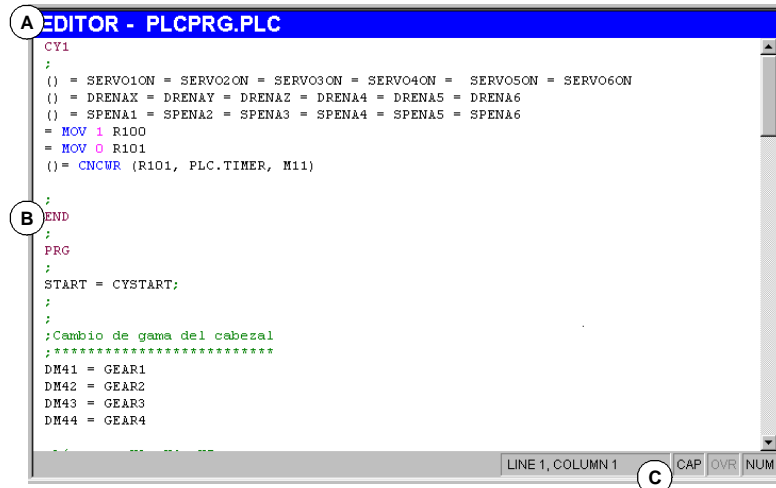 A
EDITOR - PLCPRG.PLC
CY1
;
() = SERVO1ON = SERVO2ON = SERVO3ON = SERVO4ON =  SERVO5ON = SERVO6ON
() = DRENAX = DRENAY = DRENAZ = DRENA4 = DRENA5 = DRENA6
() = SPENA1 = SPENA2 = SPENA3 = SPENA4 = SPENA5 = SPENA6
= MOV 1 R100
= MOV 0 R101
()= CNCWR (R101, PLC.TIMER, M11)
;
B
END
;
PRG
;
START = CYSTART;
;
;
;Cambio de gama del cabezal
;**************************
DM41 = GEAR1
DM42 = GEAR2
DM43 = GEAR3
DM44 = GEAR4
LINE 1, COLUMN 1
C
CAP OVR NUM